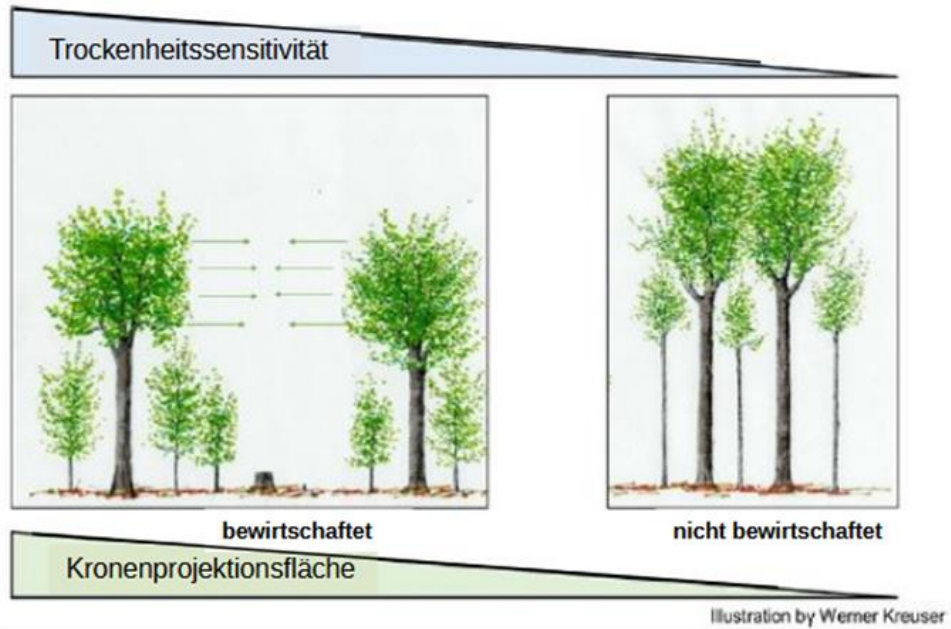 Trockenheitssensitivität
bewirtschaftet
nicht bewirtschaftet
Kronenprojektionsfläche
Illustration by Werner Kreuser